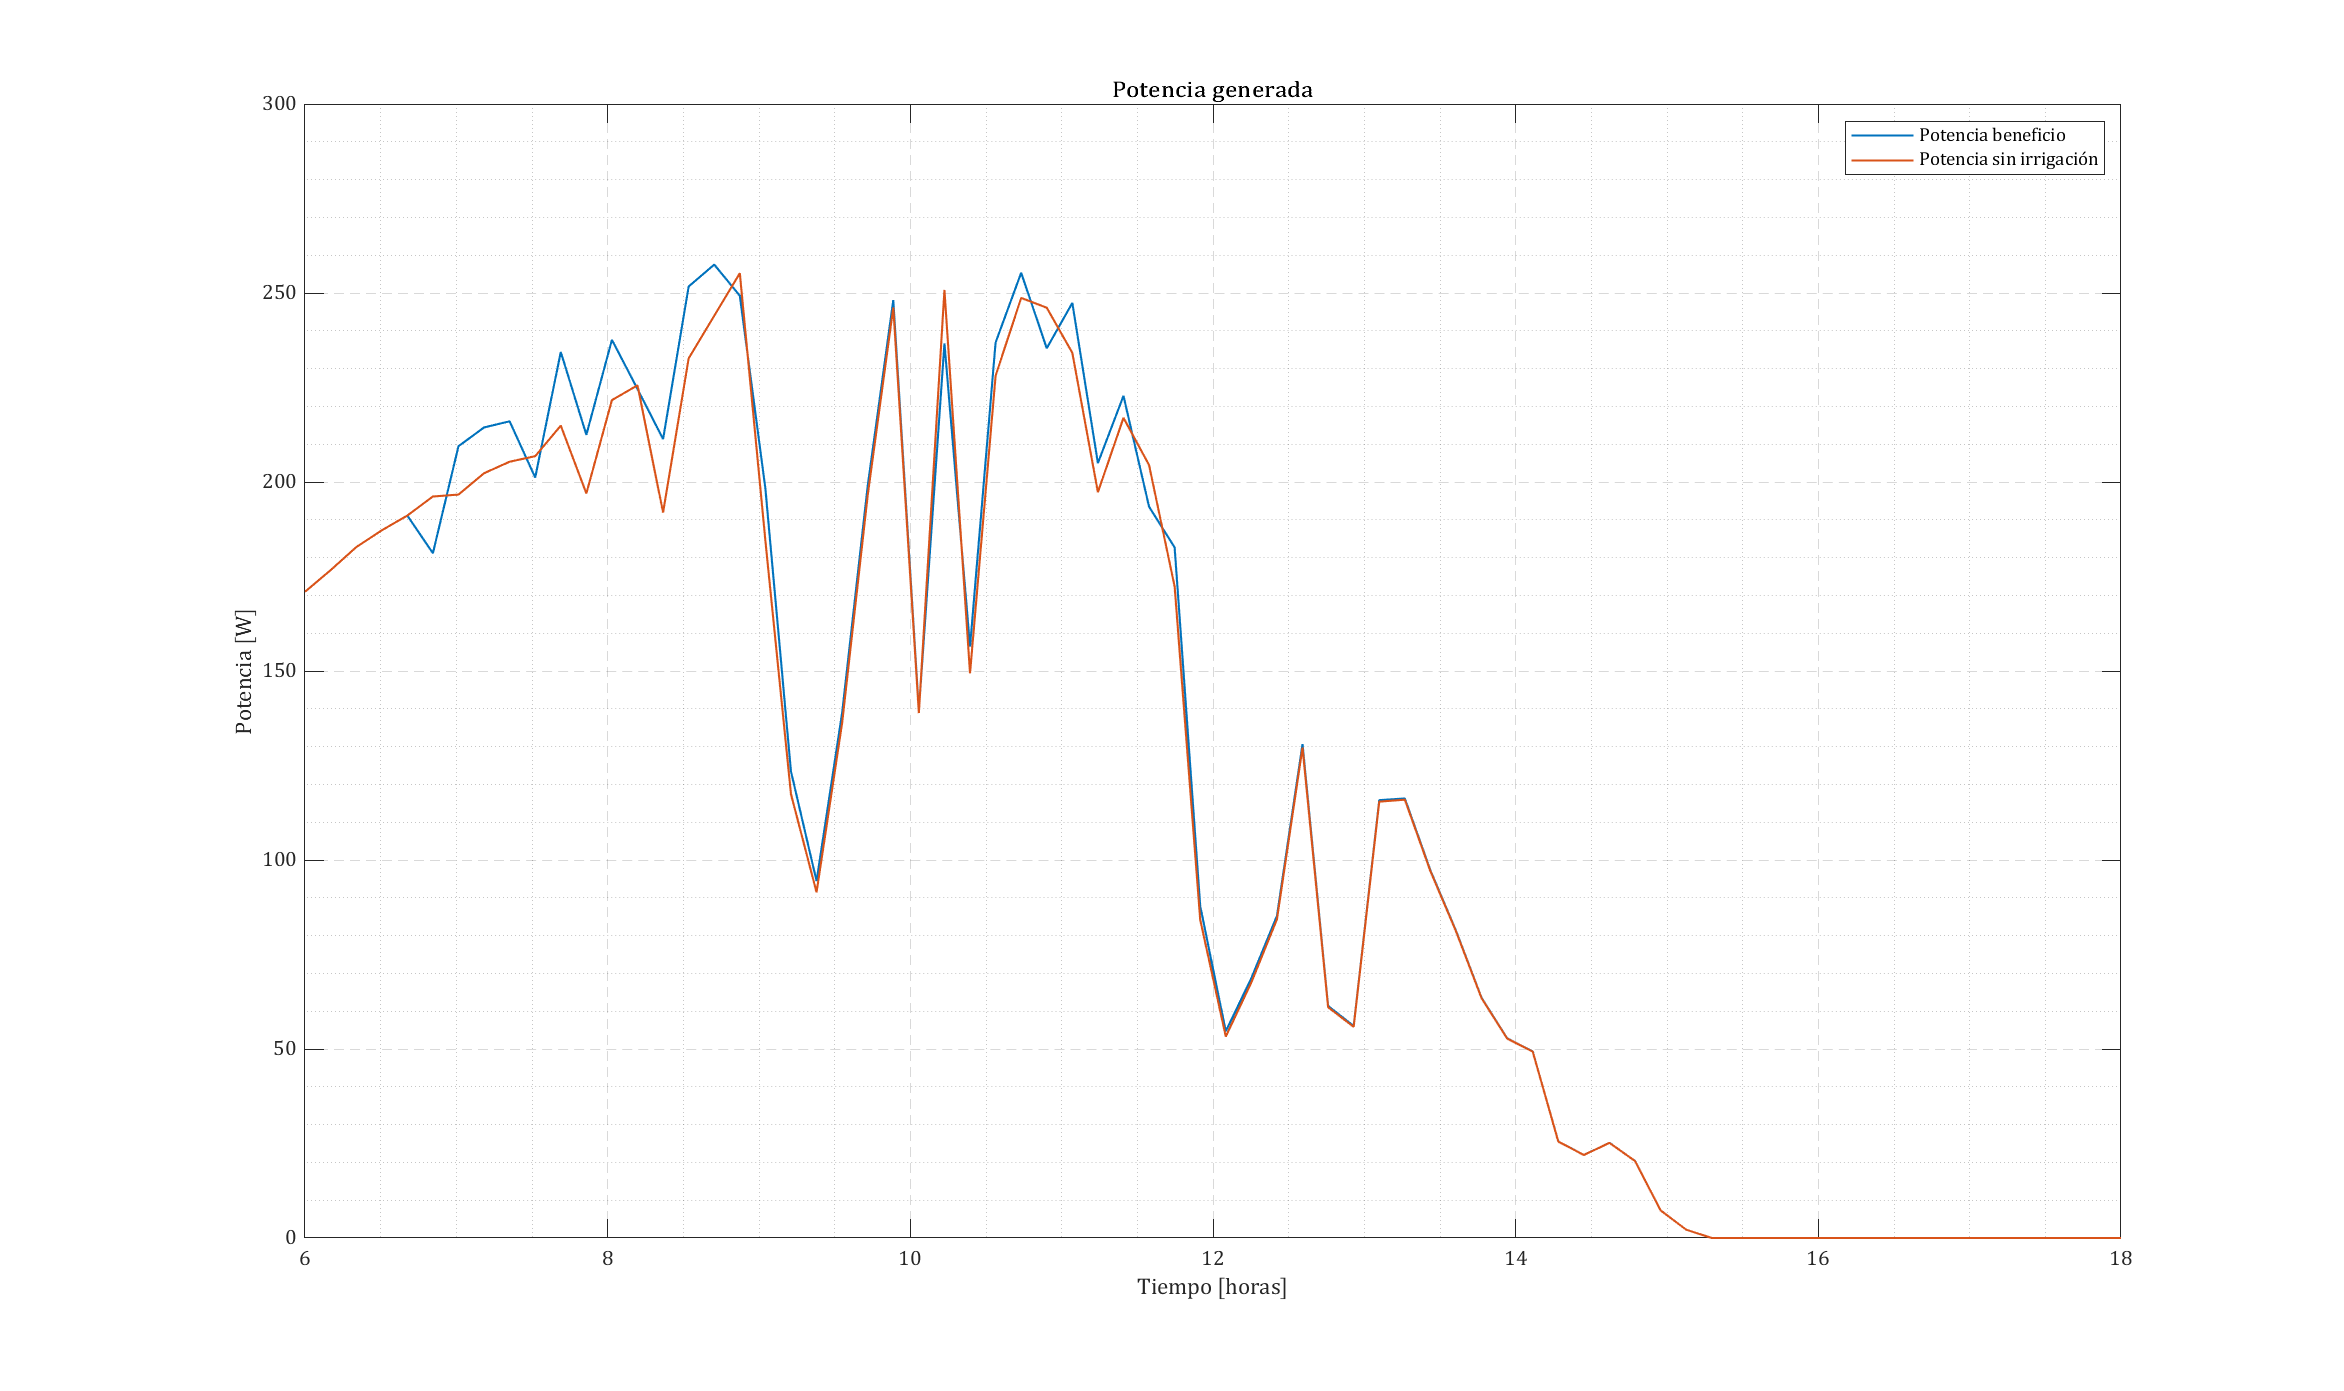 Potencia generada
300
250
200
150
100
50
0
Potencia [W]
Potencia beneficio
Potencia sin irrigación
6 8 10 12 14 16 18
Tiempo [horas]